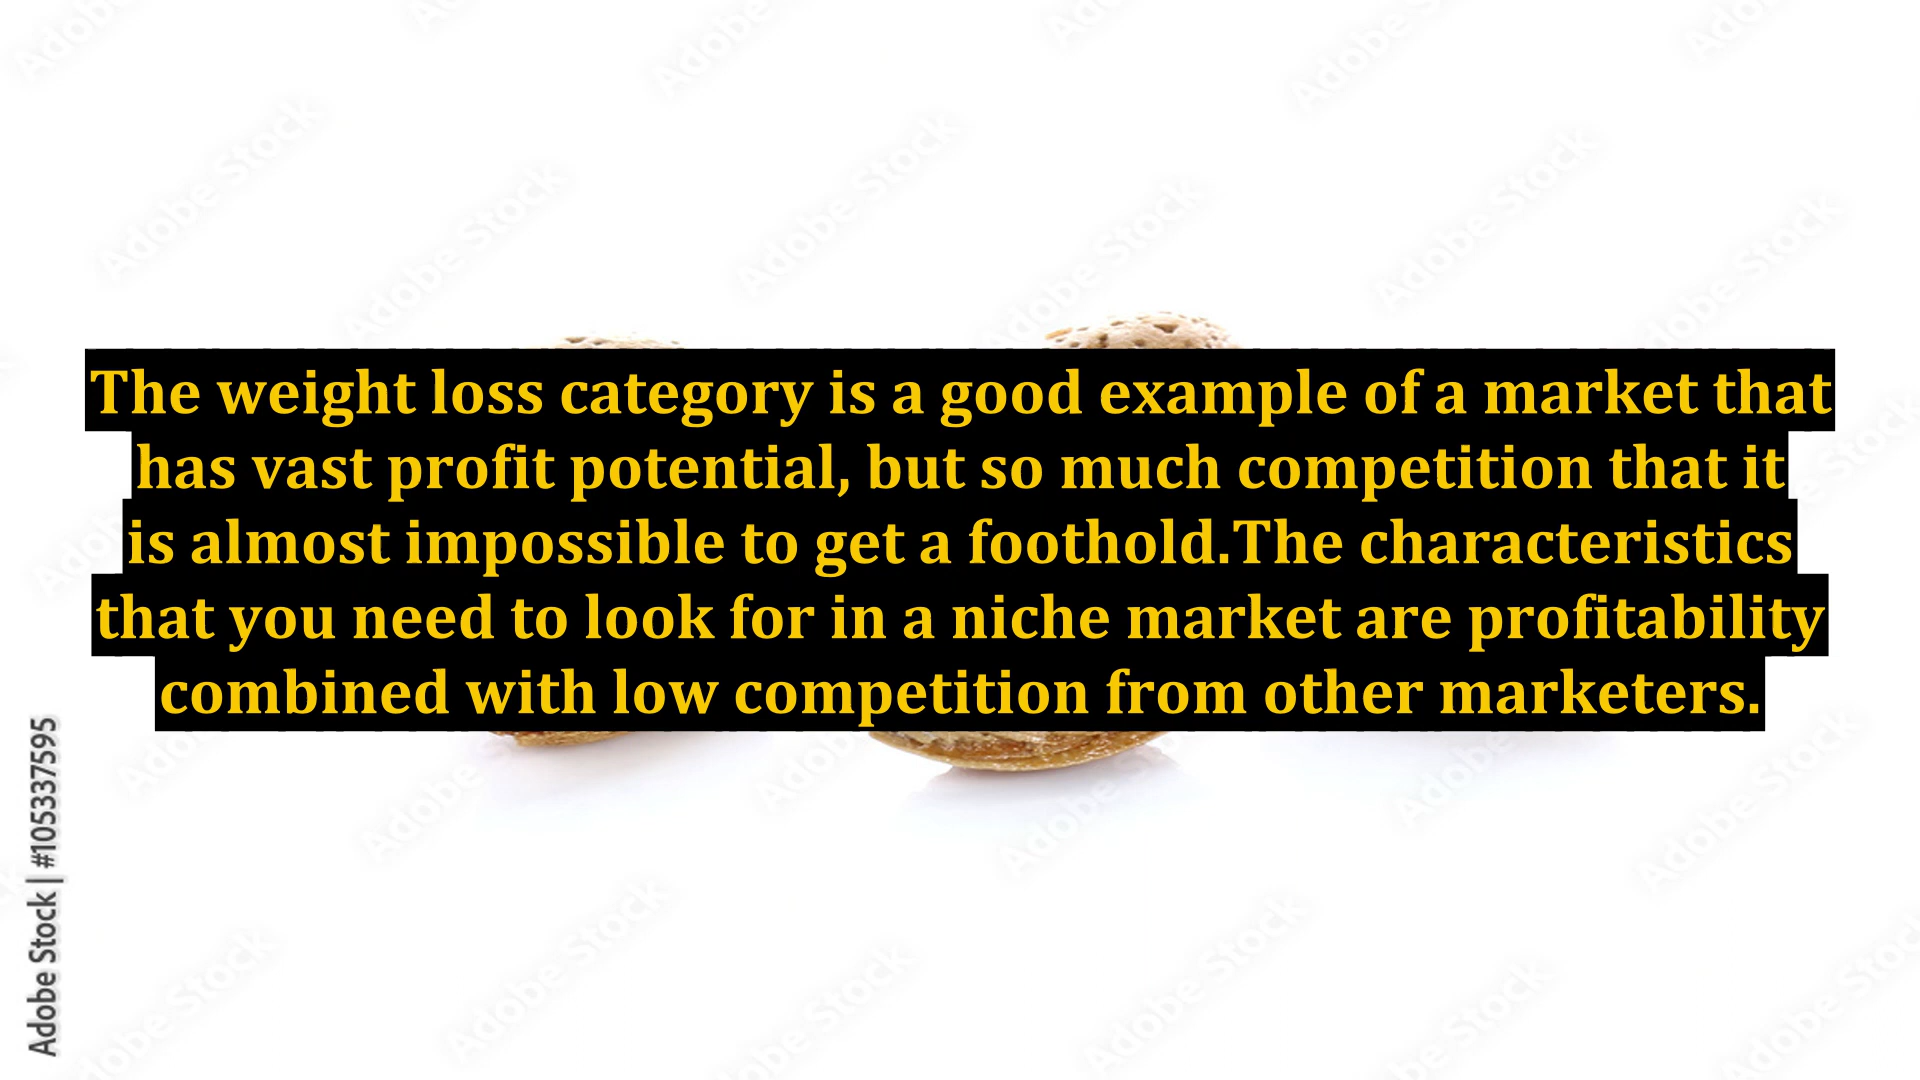 The weight loss category is a good example of a market that
has vast profit potential, but so much competition that it
is almost impossible to get a foothold.The characteristics
that you need to look for in a niche market are profitability
combined with low competition from other marketers.
Adobe Stock | #105337595